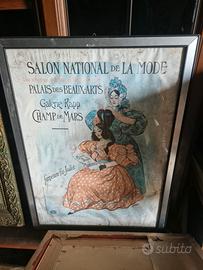 SALON NATIONAL DE LA MODE
PALAIS DES BEAUX-ARTS
Galerie Rapp
CHAMP DE MARS
subito